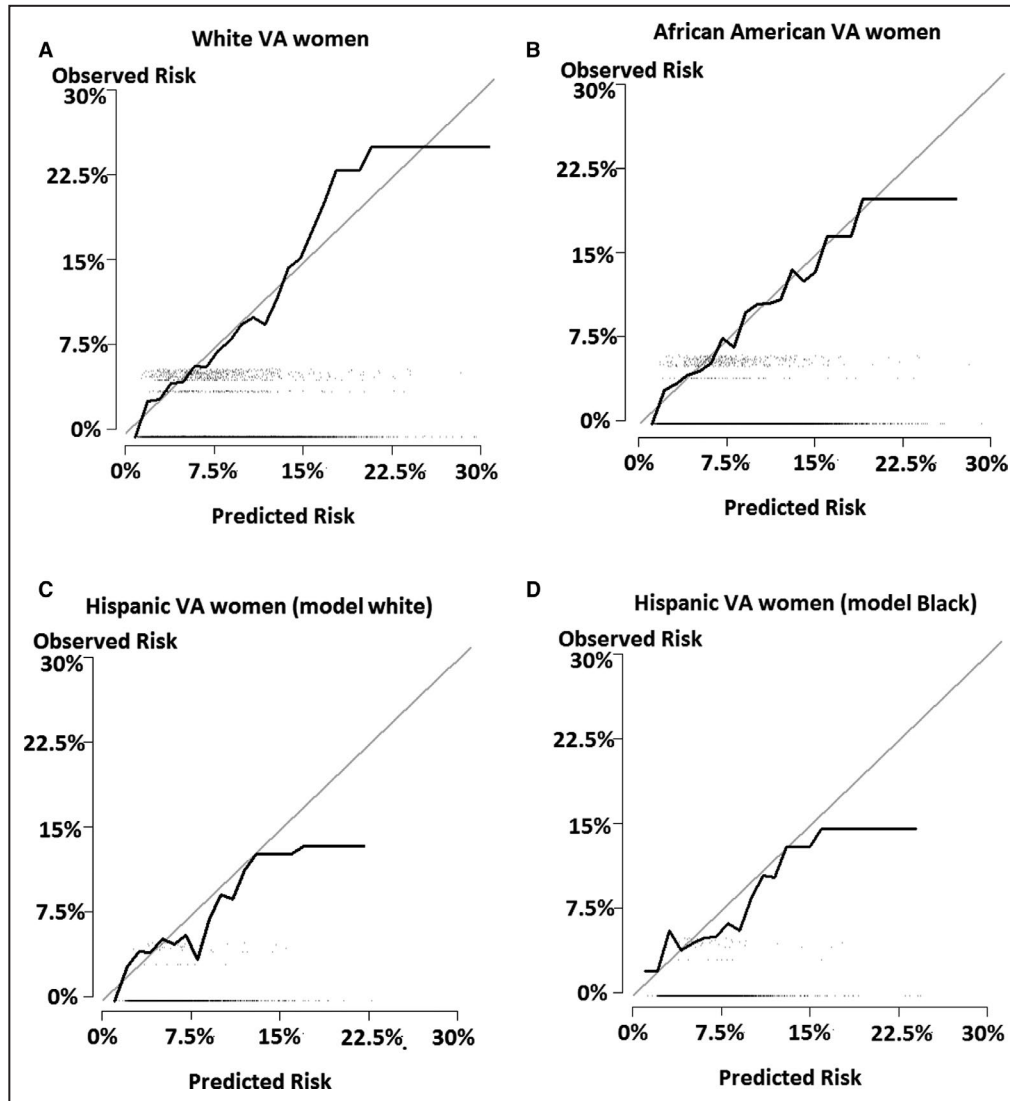 A
White VA women
Observed Risk
30%
22.5%
15%
7.5%
0%
0%
7.5%
15%
22.5%
30%
Predicted Risk
B
African American VA women
Observed Risk
30%
22.5%
15%
7.5%
0%
0%
7.5%
15%
22.5%
30%
Predicted Risk
C
Hispanic VA women (model white)
Observed Risk
30%
22.5%
15%
7.5%
0%
0%
7.5%
15%
22.5%
30%
Predicted Risk
D
Hispanic VA women (model Black)
Observed Risk
30%
22.5%
15%
7.5%
0%
0%
7.5%
15%
22.5%
30%
Predicted Risk